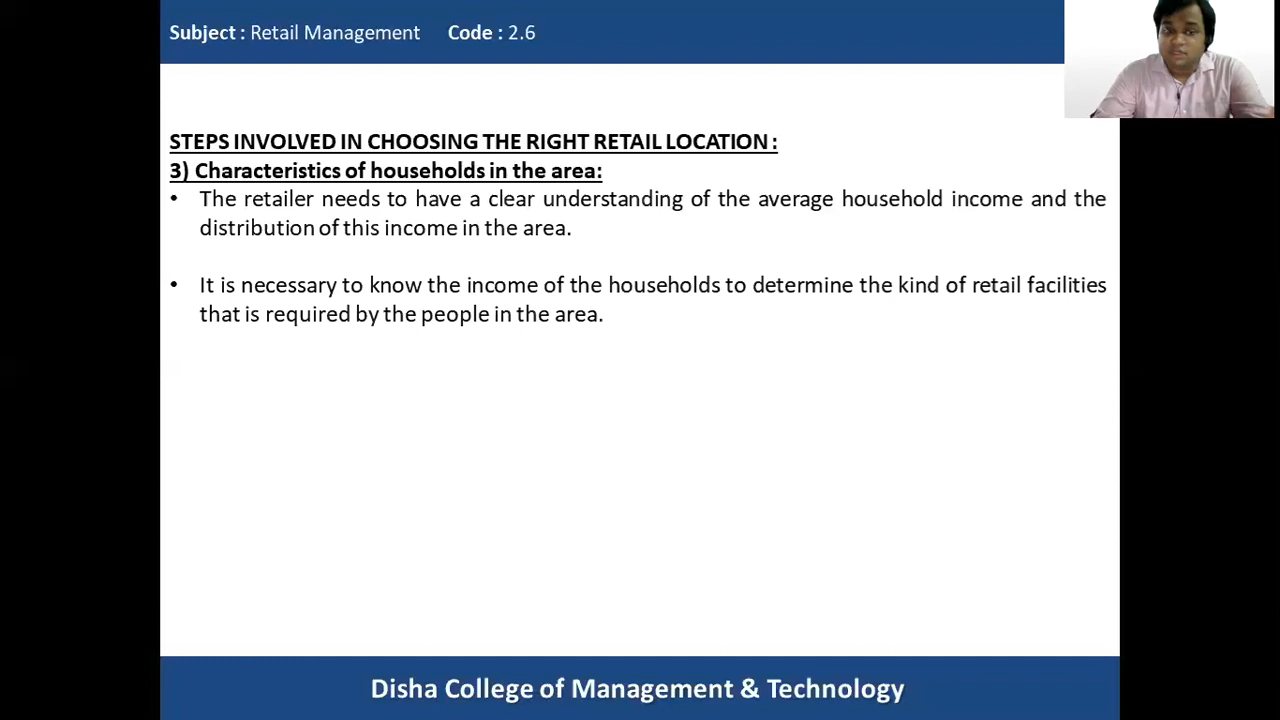 Subject : Retail Management Code : 2.6
STEPS INVOLVED IN CHOOSING THE RIGHT RETAIL LOCATION :
3) Characteristics of households in the area:
• The retailer needs to have a clear understanding of the average household income and the
distribution of this income in the area.
• It is necessary to know the income of the households to determine the kind of retail facilities
that is required by the people in the area.
Disha College of Management & Technology